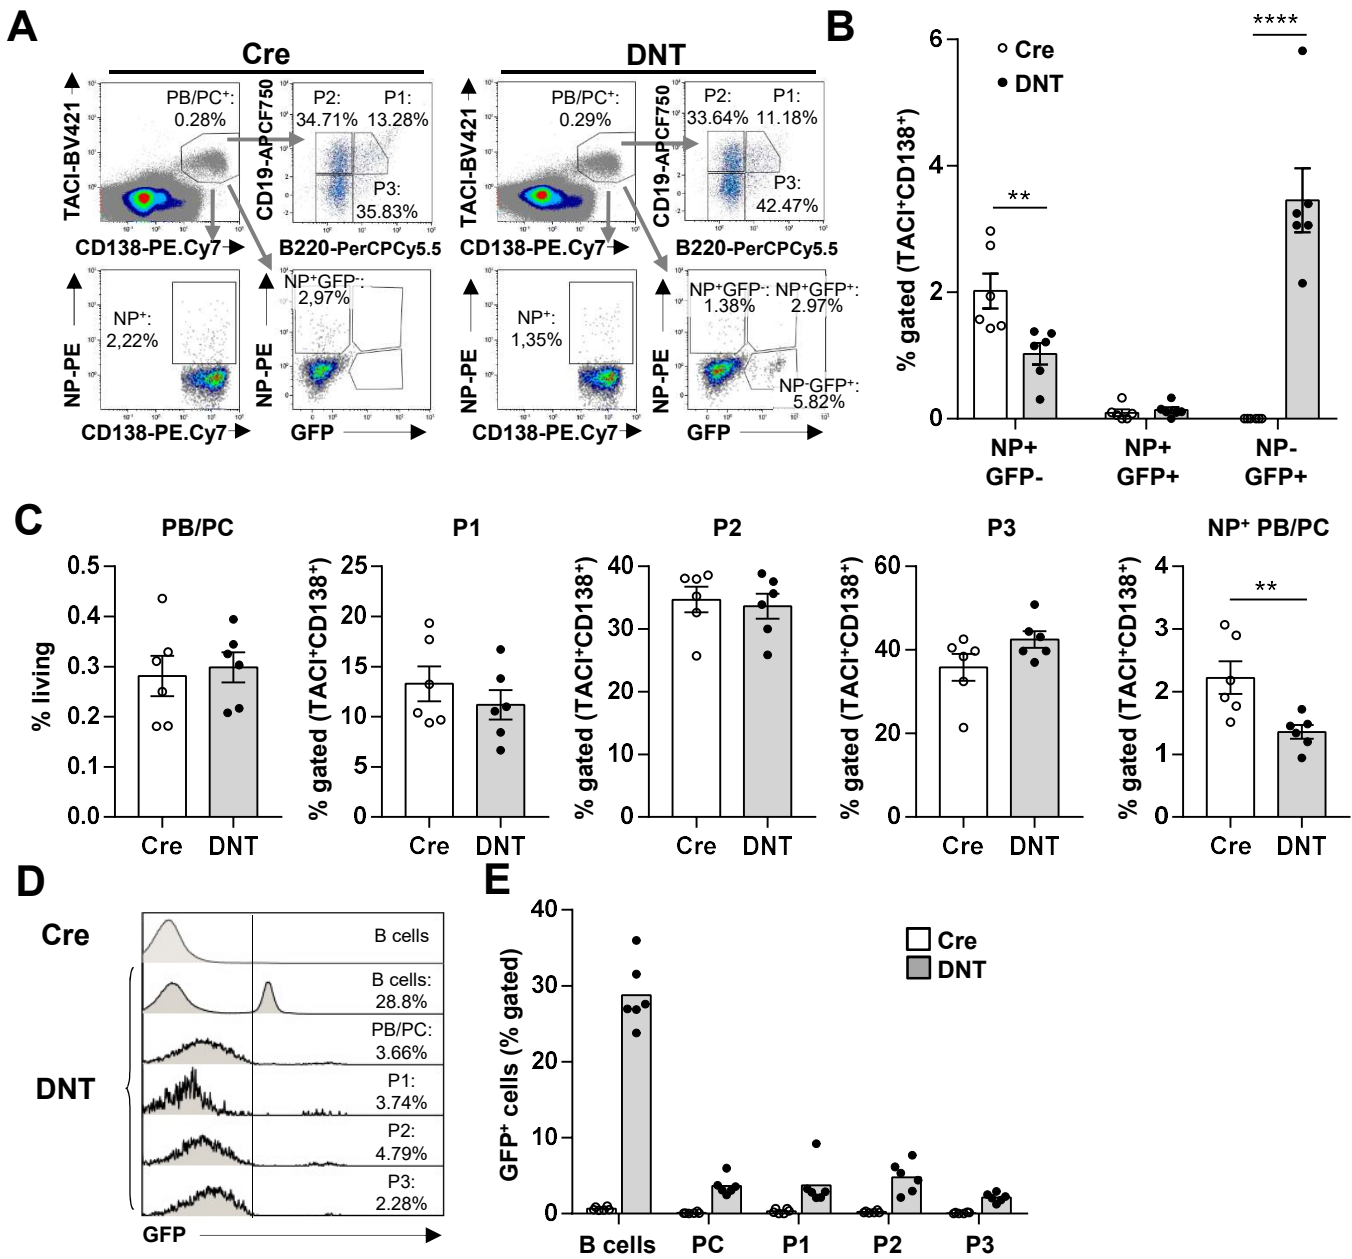 A
Cre
DNT
TACI-BV421
PB/PC⁺:
0.28%
CD138-PE.Cy7
CD19-APCF750
P2:
34.71%
P1:
13.28%
P3:
35.83%
B220-PerCPCy5.5
NP-PE
NP⁺:
2,22%
CD138-PE.Cy7
NP-PE
NP⁺GFP⁻:
2,97%
GFP
TACI-BV421
PB/PC⁺:
0.29%
CD138-PE.Cy7
CD19-APCF750
P2:
33.64%
P1:
11.18%
P3:
42.47%
B220-PerCPCy5.5
NP-PE
NP⁺:
1,35%
CD138-PE.Cy7
NP-PE
NP⁺GFP⁻:
1.38%
NP⁺GFP⁺:
2.97%
NP⁻GFP⁺:
5.82%
GFP
B
% gated (TACI⁺CD138⁺)
6
4
2
0
Cre
DNT
**
****
NP+
GFP-
NP+
GFP+
NP-
GFP+
C
PB/PC
% living
0.5
0.4
0.3
0.2
0.1
0.0
Cre DNT
P1
% gated (TACI⁺CD138⁺)
25
20
15
10
5
0
Cre DNT
P2
% gated (TACI⁺CD138⁺)
40
30
20
10
0
Cre DNT
P3
% gated (TACI⁺CD138⁺)
60
40
20
0
Cre DNT
NP⁺ PB/PC
% gated (TACI⁺CD138⁺)
4
3
2
1
0
**
Cre DNT
D
Cre
DNT
B cells
B cells:
28.8%
PB/PC:
3.66%
P1:
3.74%
P2:
4.79%
P3:
2.28%
GFP
E
GFP⁺ cells (% gated)
40
30
20
10
0
Cre
DNT
B cells PC P1 P2 P3